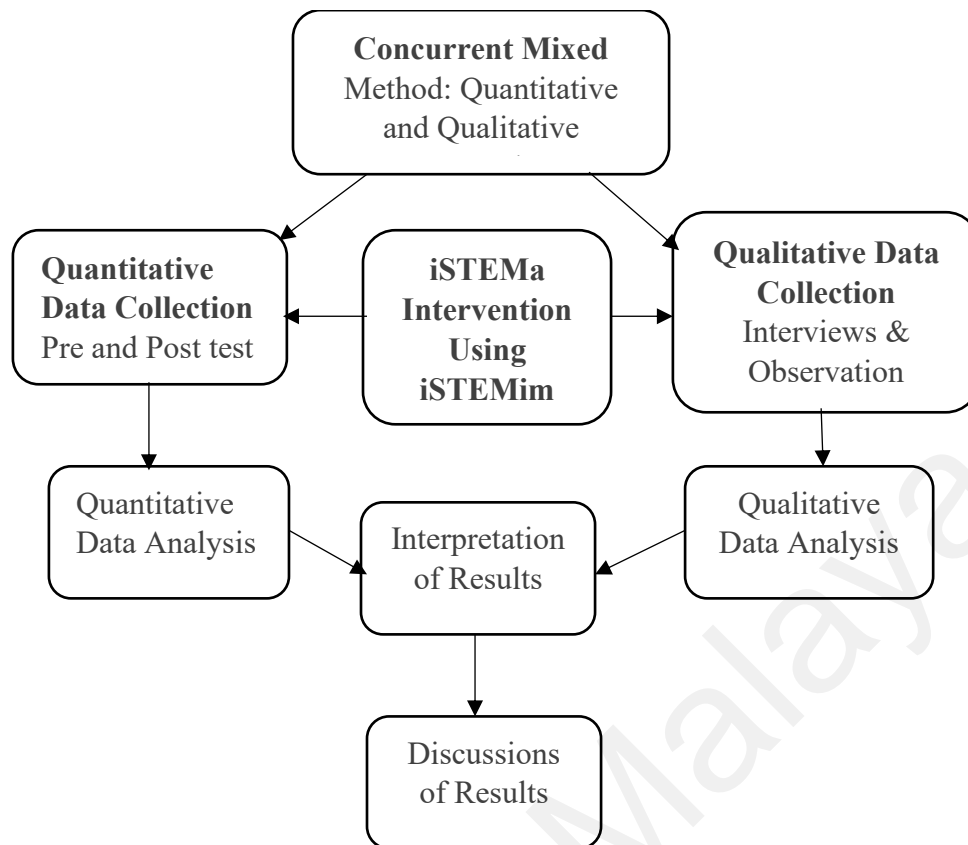 Concurrent Mixed
Method: Quantitative
and Qualitative
Quantitative
Data Collection
Pre and Post test
iSTEMa
Intervention
Using
iSTEMim
Qualitative Data
Collection
Interviews &
Observation
Quantitative
Data Analysis
Interpretation
of Results
Qualitative
Data Analysis
Discussions
of Results
Malaya